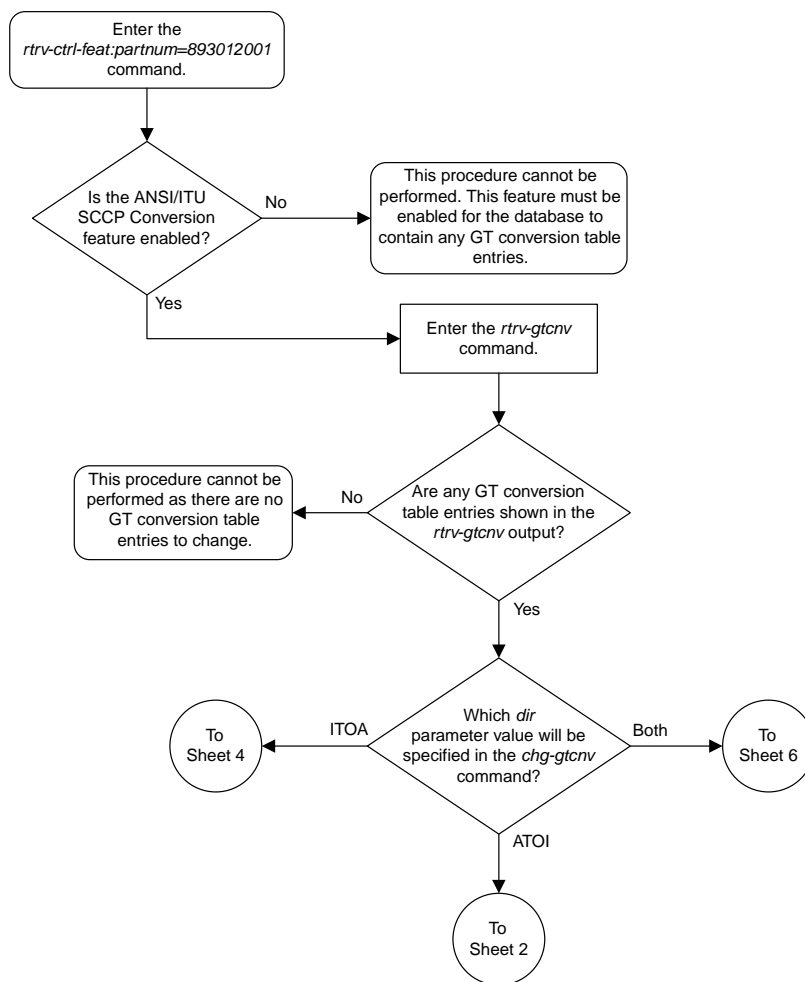 Enter the
rtrv-ctrl-feat:partnum=893012001
command.
Is the ANSI/ITU
SCCP Conversion
feature enabled?
No
This procedure cannot be
performed. This feature must be
enabled for the database to
contain any GT conversion table
entries.
Yes
Enter the rtrv-gtcnv
command.
Are any GT conversion
table entries shown in the
rtrv-gtcnv output?
No
This procedure cannot be
performed as there are no
GT conversion table
entries to change.
Yes
Which dir
parameter value will be
specified in the chg-gtcnv
command?
ITOA
To
Sheet 4
Both
To
Sheet 6
ATOI
To
Sheet 2